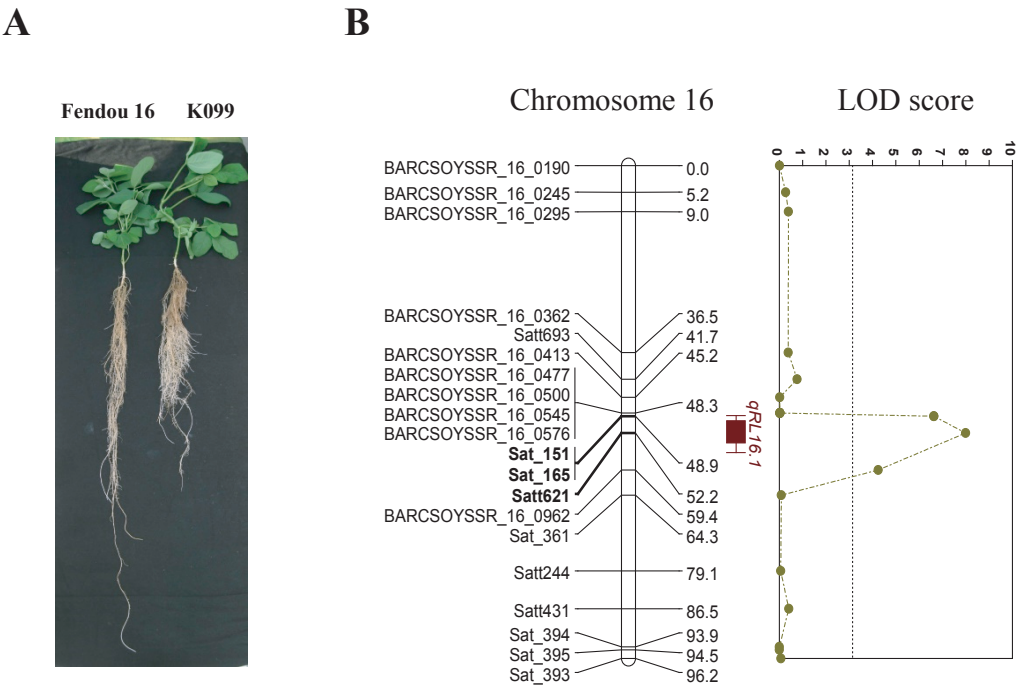 A
B
Fendou 16 K099
Chromosome 16
LOD score
0 1 2 3 4 5 6 7 8 9 10
BARCSOYSSR_16_0190 0.0
BARCSOYSSR_16_0245 5.2
BARCSOYSSR_16_0295 9.0
BARCSOYSSR_16_0362 36.5
Satt693 41.7
BARCSOYSSR_16_0413 45.2
BARCSOYSSR_16_0477
BARCSOYSSR_16_0500
BARCSOYSSR_16_0545
BARCSOYSSR_16_0576
48.3
Sat_151
Sat_165
48.9
Satt621 52.2
BARCSOYSSR_16_0962 59.4
Sat_361 64.3
Satt244 79.1
Satt431 86.5
Sat_394 93.9
Sat_395 94.5
Sat_393 96.2
qRL16.1